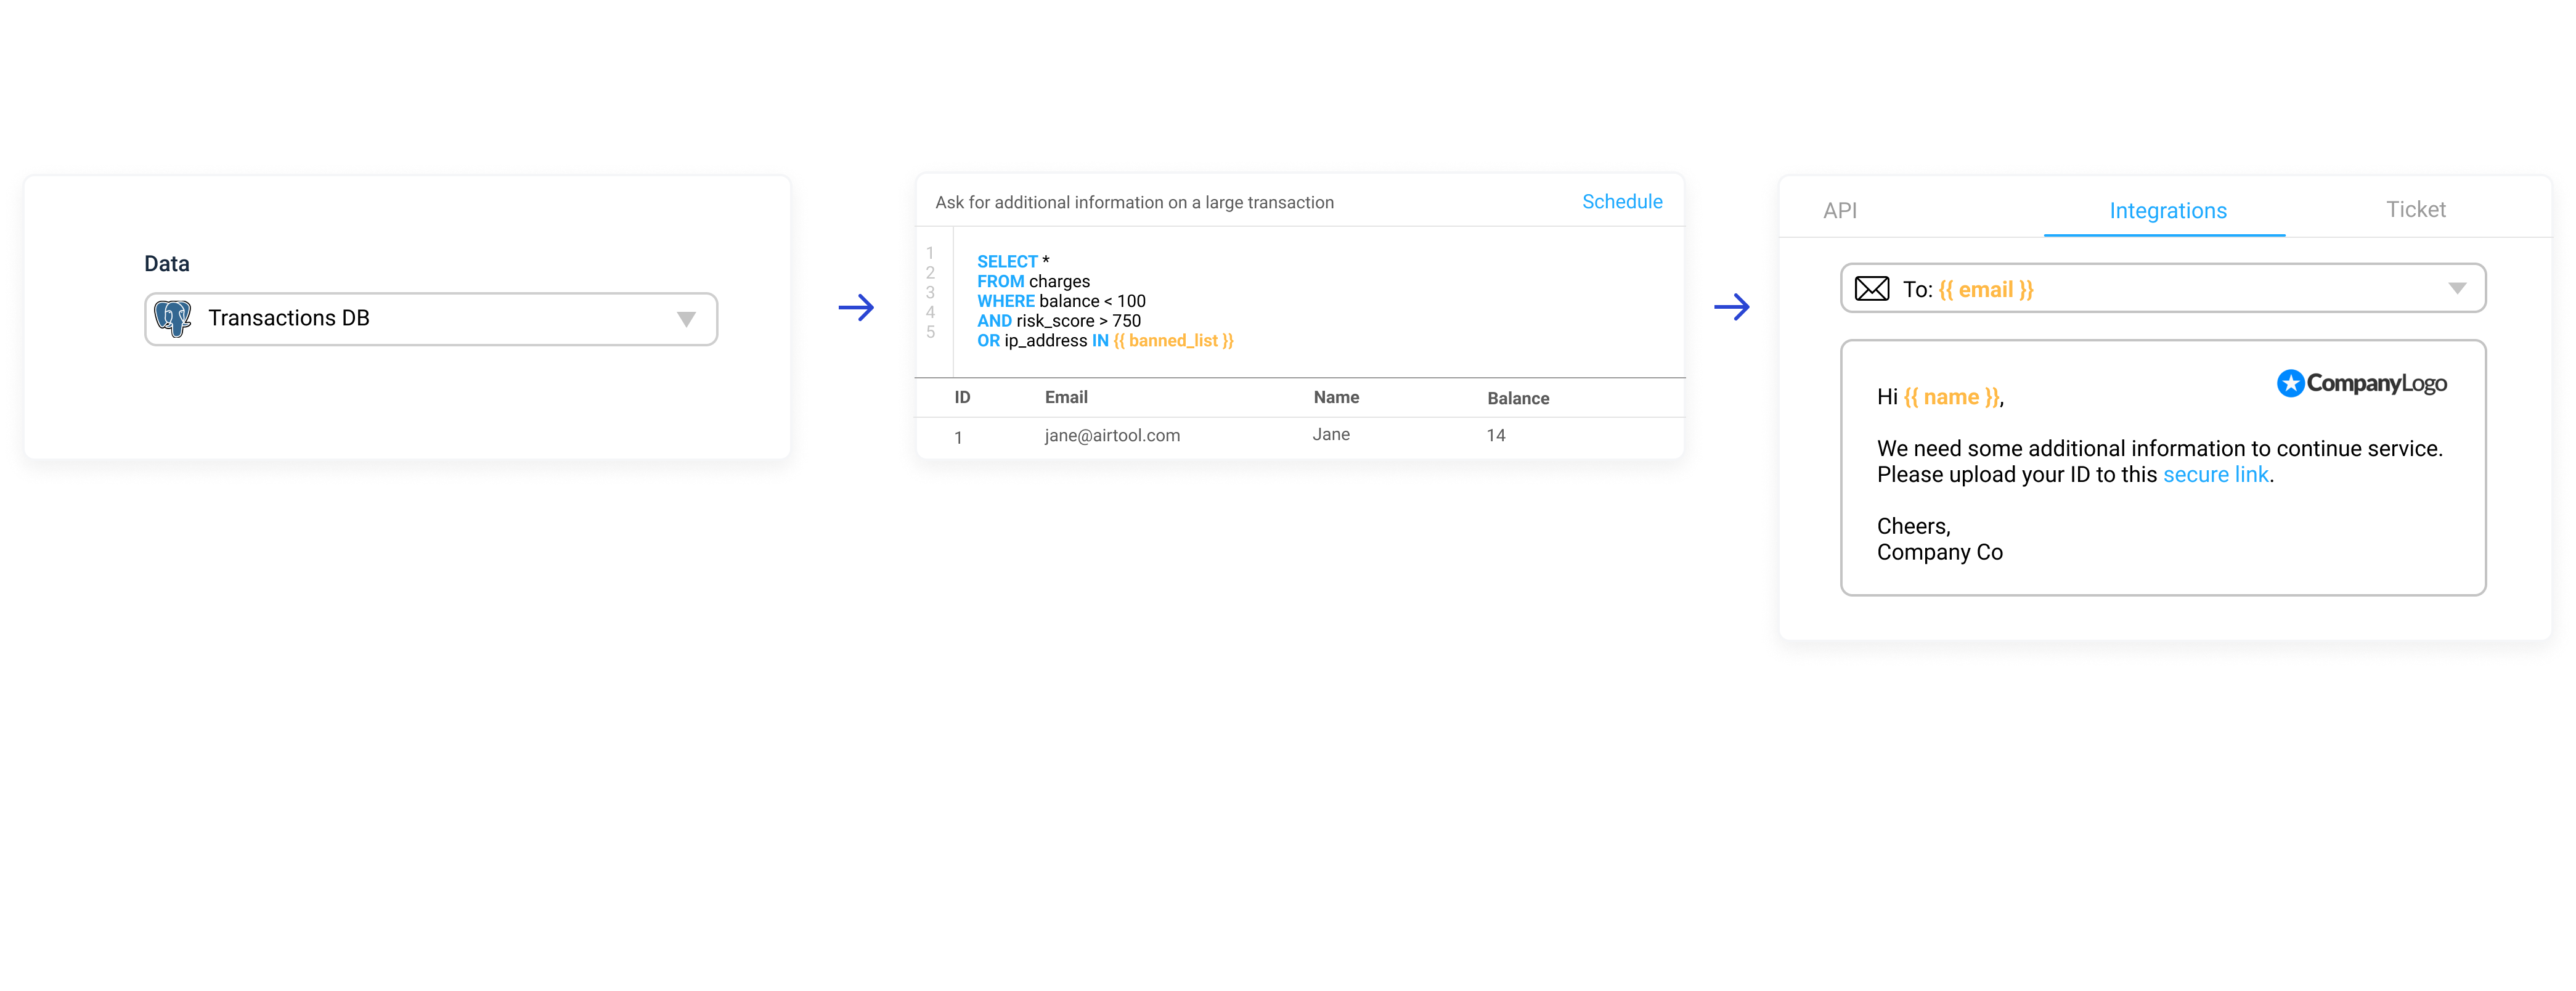 Data
Transactions DB
Ask for additional information on a large transaction
Schedule
1
2
3
4
5
SELECT *
FROM charges
WHERE balance < 100
AND risk_score > 750
OR ip_address IN {{ banned_list }}
ID Email Name Balance
1 jane@airtool.com Jane 14
API Integrations Ticket
To: {{ email }}
CompanyLogo
Hi {{ name }},
We need some additional information to continue service.
Please upload your ID to this secure link.
Cheers,
Company Co